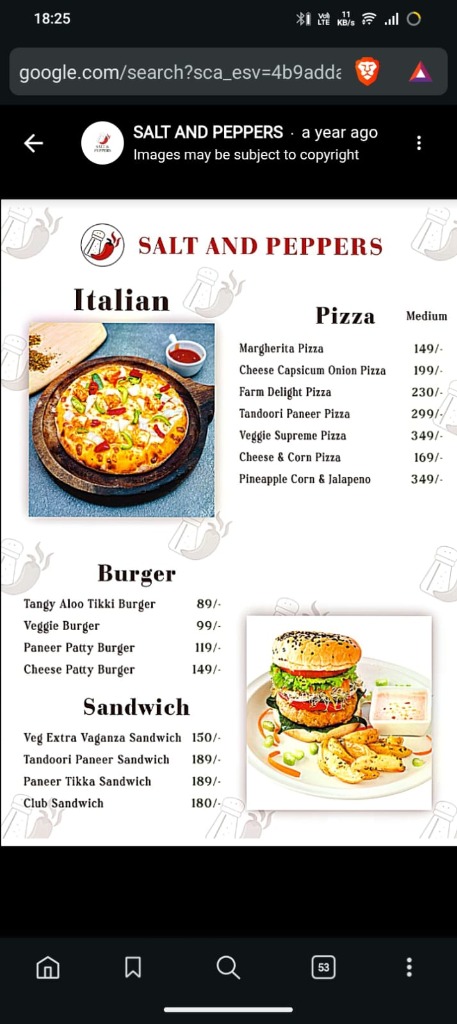 18:25
Vo) LTE
11 KB/s
google.com/search?sca_esv=4b9adda
SALT AND PEPPERS · a year ago
Images may be subject to copyright
SALT AND PEPPERS
Italian
Pizza Medium
Margherita Pizza 149/-
Cheese Capsicum Onion Pizza 199/-
Farm Delight Pizza 230/-
Tandoori Paneer Pizza 299/-
Veggie Supreme Pizza 349/-
Cheese & Corn Pizza 169/-
Pineapple Corn & Jalapeno 349/-
Burger
Tangy Aloo Tikki Burger 89/-
Veggie Burger 99/-
Paneer Patty Burger 119/-
Cheese Patty Burger 149/-
Sandwich
Veg Extra Vaganza Sandwich 150/-
Tandoori Paneer Sandwich 189/-
Paneer Tikka Sandwich 189/-
Club Sandwich 180/-
53